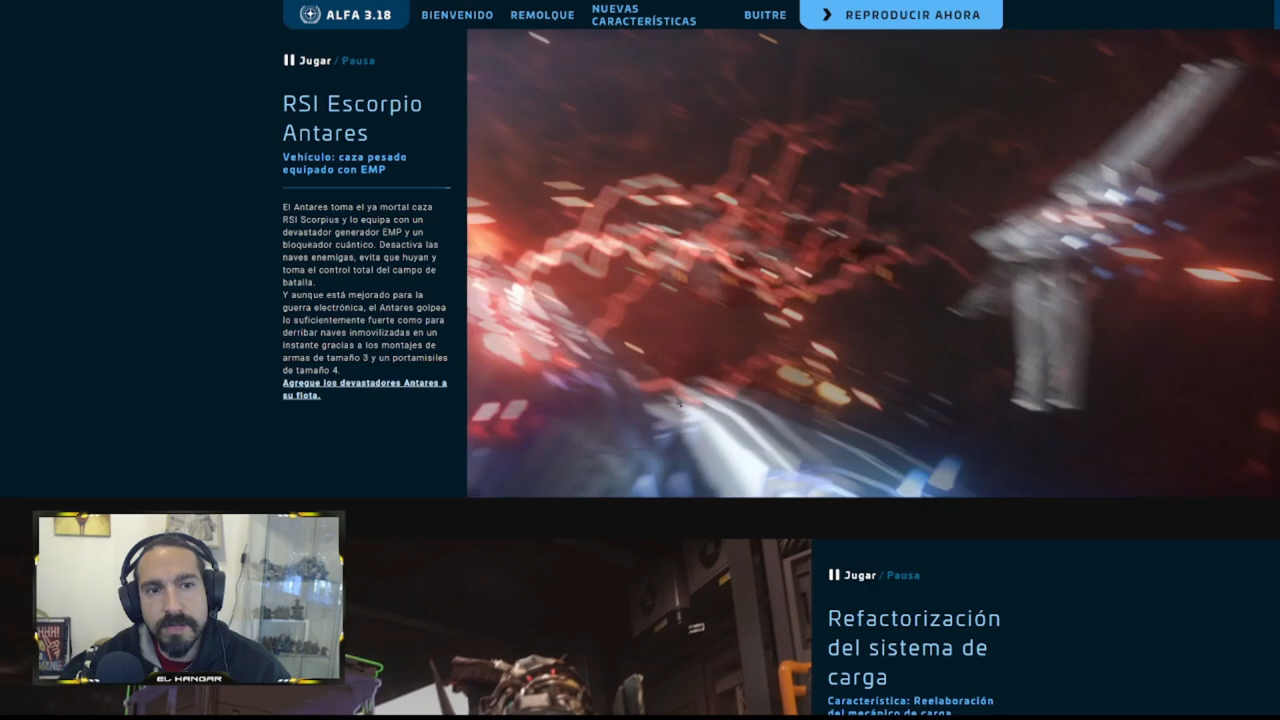 ALFA 3.18
BIENVENIDO
REMOLQUE
NUEVAS
CARACTERÍSTICAS
BUITRE
REPRODUCIR AHORA
Jugar / Pausa
RSI Escorpio
Antares
Vehículo: caza pesado
equipado con EMP
El Antares toma el ya mortal caza
RSI Scorpius y lo equipa con un
devastador generador EMP y un
bloqueador cuántico. Desactiva las
naves enemigas, evita que huyan y
toma el control total del campo de
batalla.
Y aunque está mejorado para la
guerra electrónica, el Antares golpea
lo suficientemente fuerte como para
derribar naves inmovilizadas en un
instante gracias a los montajes de
armas de tamaño 3 y un portamisiles
de tamaño 4.
Agregue los devastadores Antares a
su flota.
EL HANGAR
Jugar / Pausa
Refactorización
del sistema de
carga
Característica: Reelaboración
del mecánico de carga